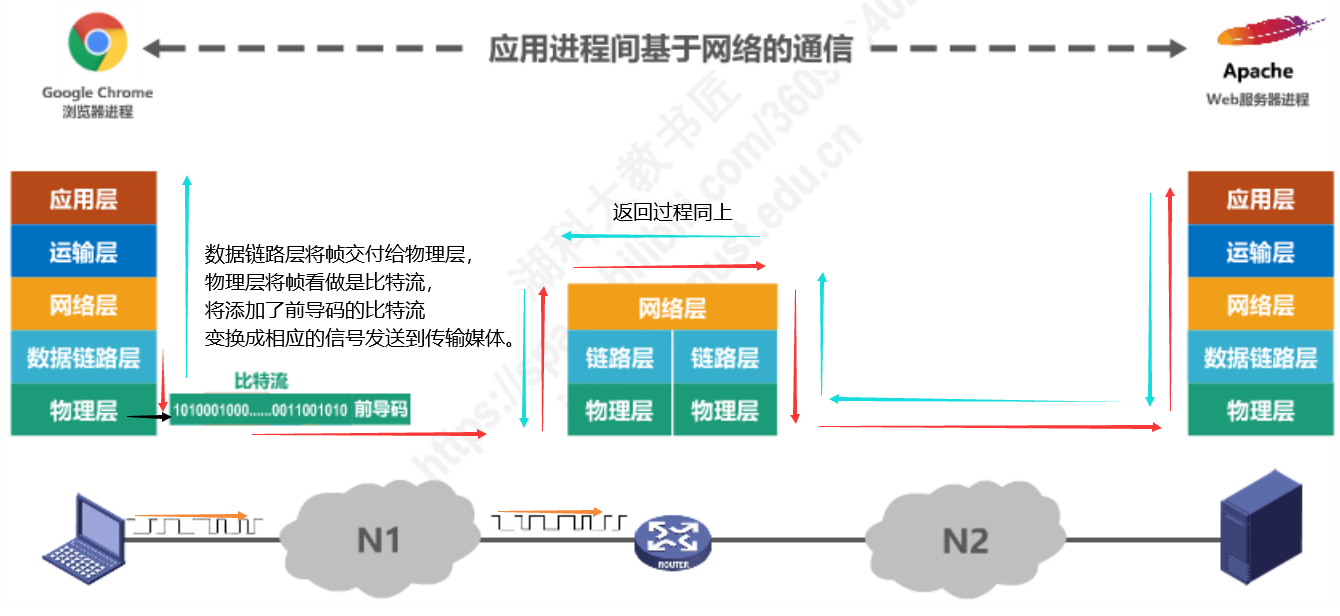 应用进程间基于网络的通信
Google Chrome
浏览器进程
Apache
Web服务器进程
应用层
运输层
网络层
数据链路层
物理层
数据链路层将帧交付给物理层，
物理层将帧看做是比特流，
将添加了前导码的比特流
变换成相应的信号发送到传输媒体。
比特流
1010001000......0011001010 前导码
返回过程同上
网络层
链路层 链路层
物理层 物理层
应用层
运输层
网络层
数据链路层
物理层
N1
ROUTER
N2
湖科大教书匠